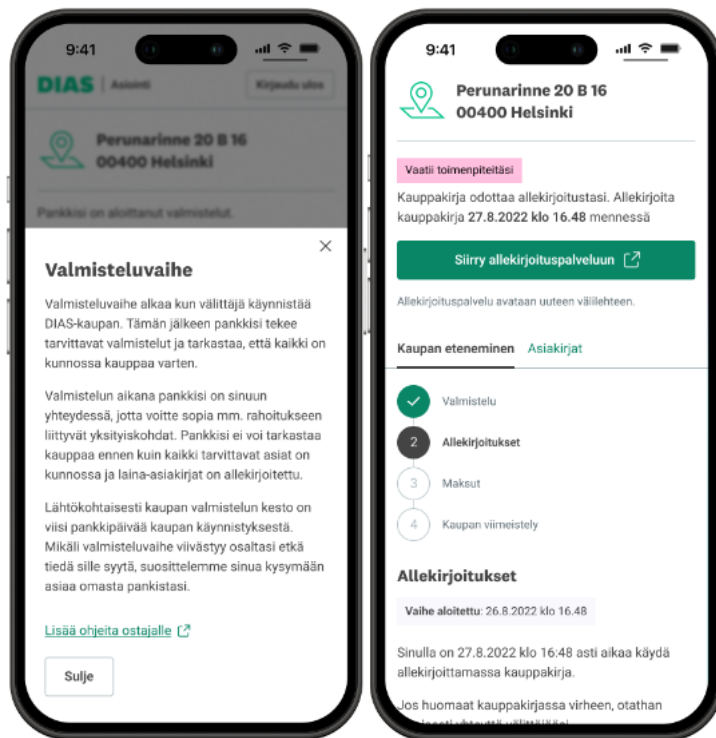 9:41
DIAS | Asiointi
Kirjaudu ulos
Perunarinne 20 B 16
00400 Helsinki
Pankkisi on aloittanut valmistelut.
Valmisteluvaihe
Valmisteluvaihe alkaa kun välittäjä käynnistää
DIAS-kaupan. Tämän jälkeen pankkisi tekee
tarvittavat valmistelut ja tarkastaa, että kaikki on
kunnossa kauppaa varten.
Valmistelun aikana pankkisi on sinuun
yhteydessä, jotta voitte sopia mm. rahoitukseen
liittyvät yksityiskohdat. Pankkisi ei voi tarkastaa
kauppaa ennen kuin kaikki tarvittavat asiat on
kunnossa ja laina-asiakirjat on allekirjoitettu.
Lähtökohtaisesti kaupan valmistelun kesto on
viisi pankkipäivää kaupan käynnistyksestä.
Mikäli valmisteluvaihe viivästyy osaltasi etkä
tiedä sille syytä, suosittelemme sinua kysymään
asiaa omasta pankistasi.
Lisää ohjeita ostajalle
Sulje
9:41
Perunarinne 20 B 16
00400 Helsinki
Vaatii toimenpiteitäsi
Kauppakirja odottaa allekirjoitustasi. Allekirjoita
kauppakirja 27.8.2022 klo 16.48 mennessä
Siirry allekirjoituspalveluun
Allekirjoituspalvelu avataan uuteen välilehteen.
Kaupan eteneminen Asiakirjat
Valmistelu
2 Allekirjoitukset
3 Maksut
4 Kaupan viimeistely
Allekirjoitukset
Vaihe aloitettu: 26.8.2022 klo 16.48
Sinulla on 27.8.2022 klo 16:48 asti aikaa käydä
allekirjoittamassa kauppakirja.
Jos huomaat kauppakirjassa virheen, otathan